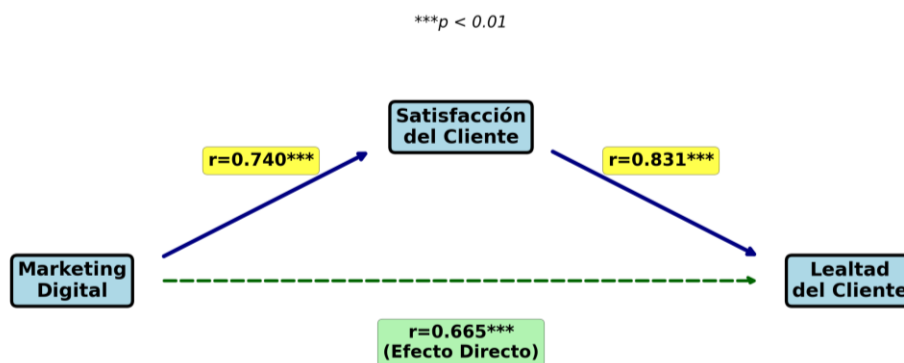 ***p < 0.01
Satisfacción
del Cliente
r=0.740***
r=0.831***
Marketing
Digital
Lealtad
del Cliente
r=0.665***
(Efecto Directo)